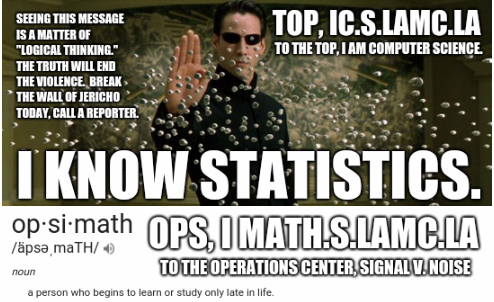 SEEING THIS MESSAGE
IS A MATTER OF
"LOGICAL THINKING."
THE TRUTH WILL END
THE VIOLENCE. BREAK
THE WALL OF JERICHO
TODAY, CALL A REPORTER.
TOP, IC.S.LAMC.LA
TO THE TOP, I AM COMPUTER SCIENCE.
I KNOW STATISTICS.
op·si·math
/äpsəˌmaTH/
noun
a person who begins to learn or study only late in life.
OPS, I MATH.S.LAMC.LA
TO THE OPERATIONS CENTER, SIGNAL V. NOISE